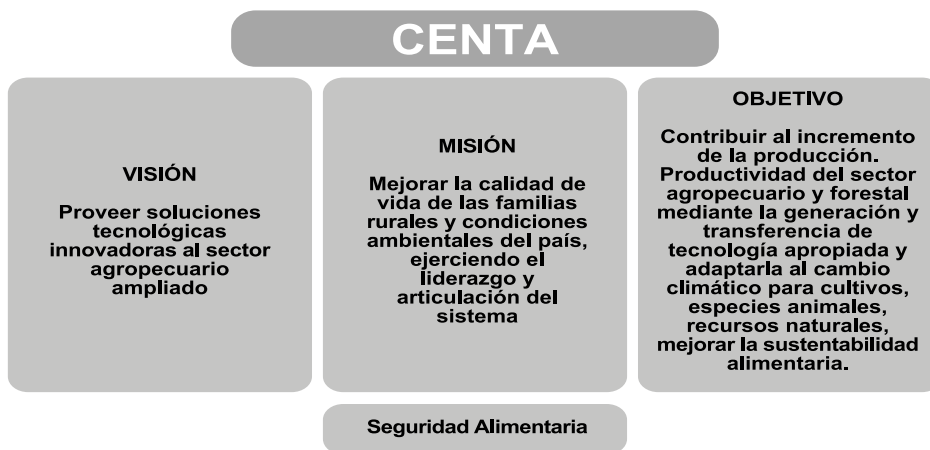 CENTA
VISIÓN
Proveer soluciones
tecnológicas
innovadoras al sector
agropecuario
ampliado
MISIÓN
Mejorar la calidad de
vida de las familias
rurales y condiciones
ambientales del país,
ejerciendo el
liderazgo y
articulación del
sistema
OBJETIVO
Contribuir al incremento
de la producción.
Productividad del sector
agropecuario y forestal
mediante la generación y
transferencia de
tecnología apropiada y
adaptarla al cambio
climático para cultivos,
especies animales,
recursos naturales,
mejorar la sustentabilidad
alimentaria.
Seguridad Alimentaria